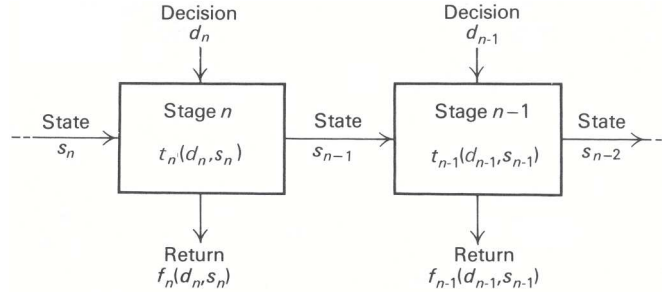 Decision
d_n
Decision
d_{n-1}
State
s_n
Stage n
t_n(d_n,s_n)
State
s_{n-1}
Stage n-1
t_{n-1}(d_{n-1},s_{n-1})
State
s_{n-2}
Return
f_n(d_n,s_n)
Return
f_{n-1}(d_{n-1},s_{n-1})